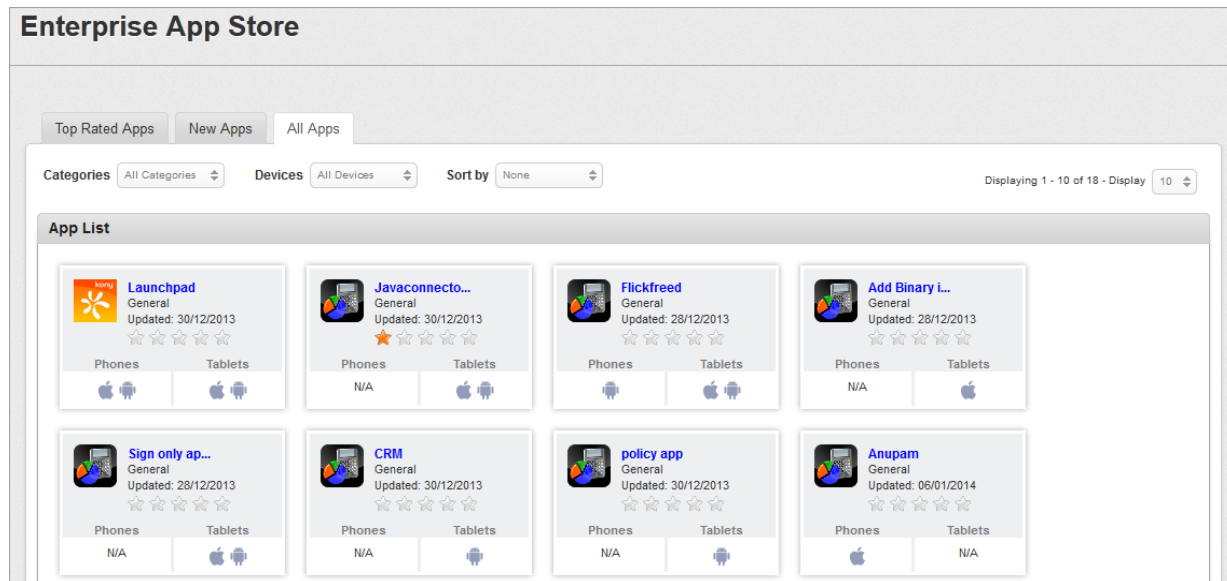 Enterprise App Store
Top Rated Apps New Apps All Apps
Categories All Categories Devices All Devices Sort by None Displaying 1 - 10 of 18 - Display 10
App List
kony
Launchpad
General
Updated: 30/12/2013
Phones Tablets
Javaconnecto...
General
Updated: 30/12/2013
Phones Tablets
N/A
Flickfreed
General
Updated: 28/12/2013
Phones Tablets
Add Binary i...
General
Updated: 28/12/2013
Phones Tablets
N/A
Sign only ap...
General
Updated: 28/12/2013
Phones Tablets
N/A
CRM
General
Updated: 30/12/2013
Phones Tablets
N/A
policy app
General
Updated: 30/12/2013
Phones Tablets
N/A
Anupam
General
Updated: 06/01/2014
Phones Tablets
N/A